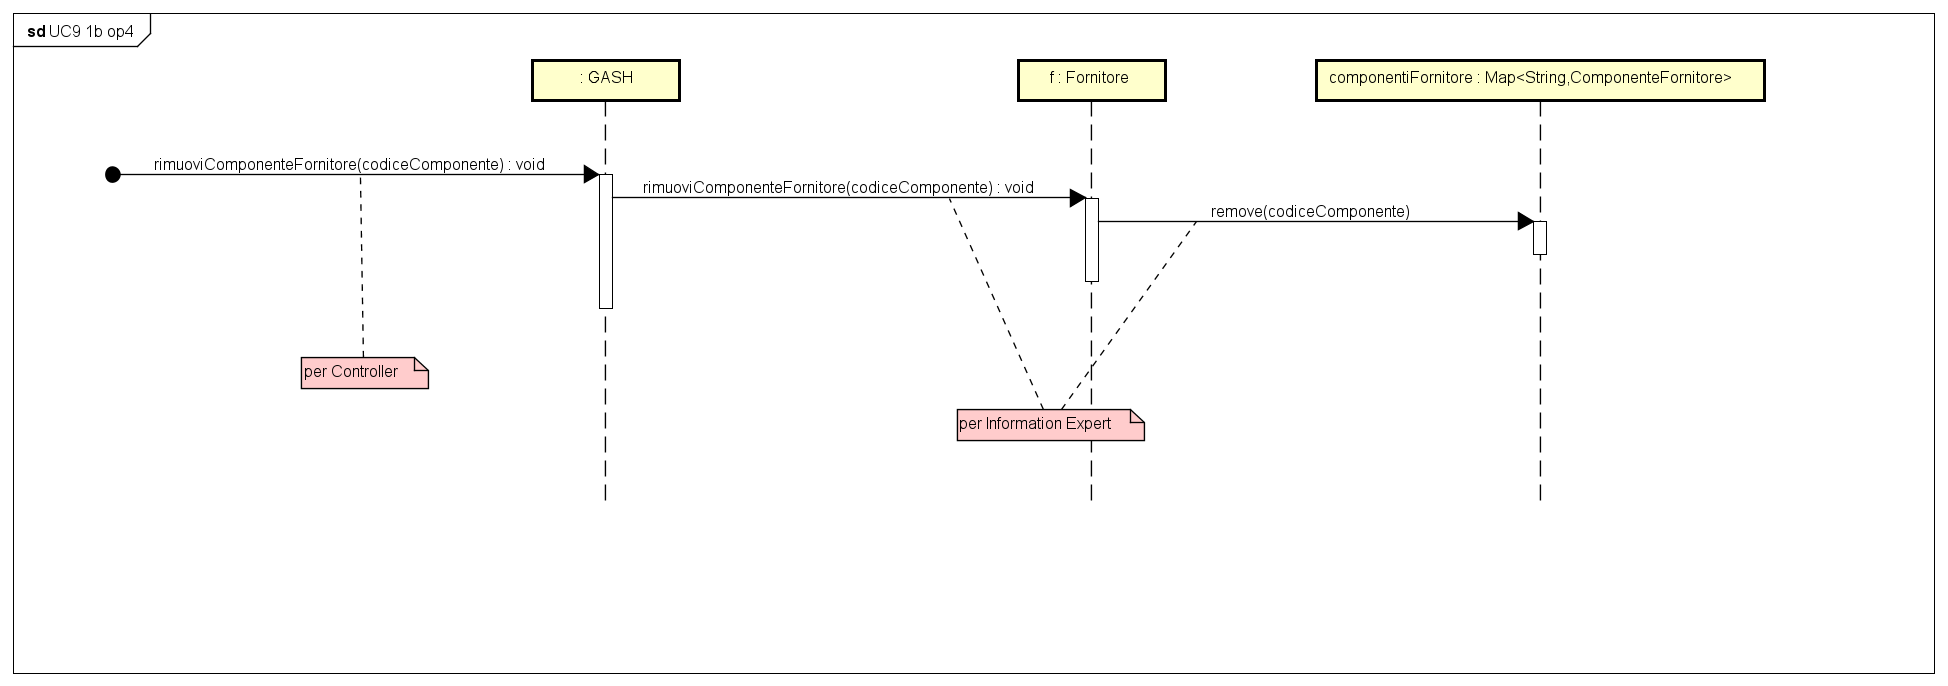 sd UC9 1b op4
: GASH
f : Fornitore
componentiFornitore : Map<String,ComponenteFornitore>
rimuoviComponenteFornitore(codiceComponente) : void
rimuoviComponenteFornitore(codiceComponente) : void
remove(codiceComponente)
per Controller
per Information Expert